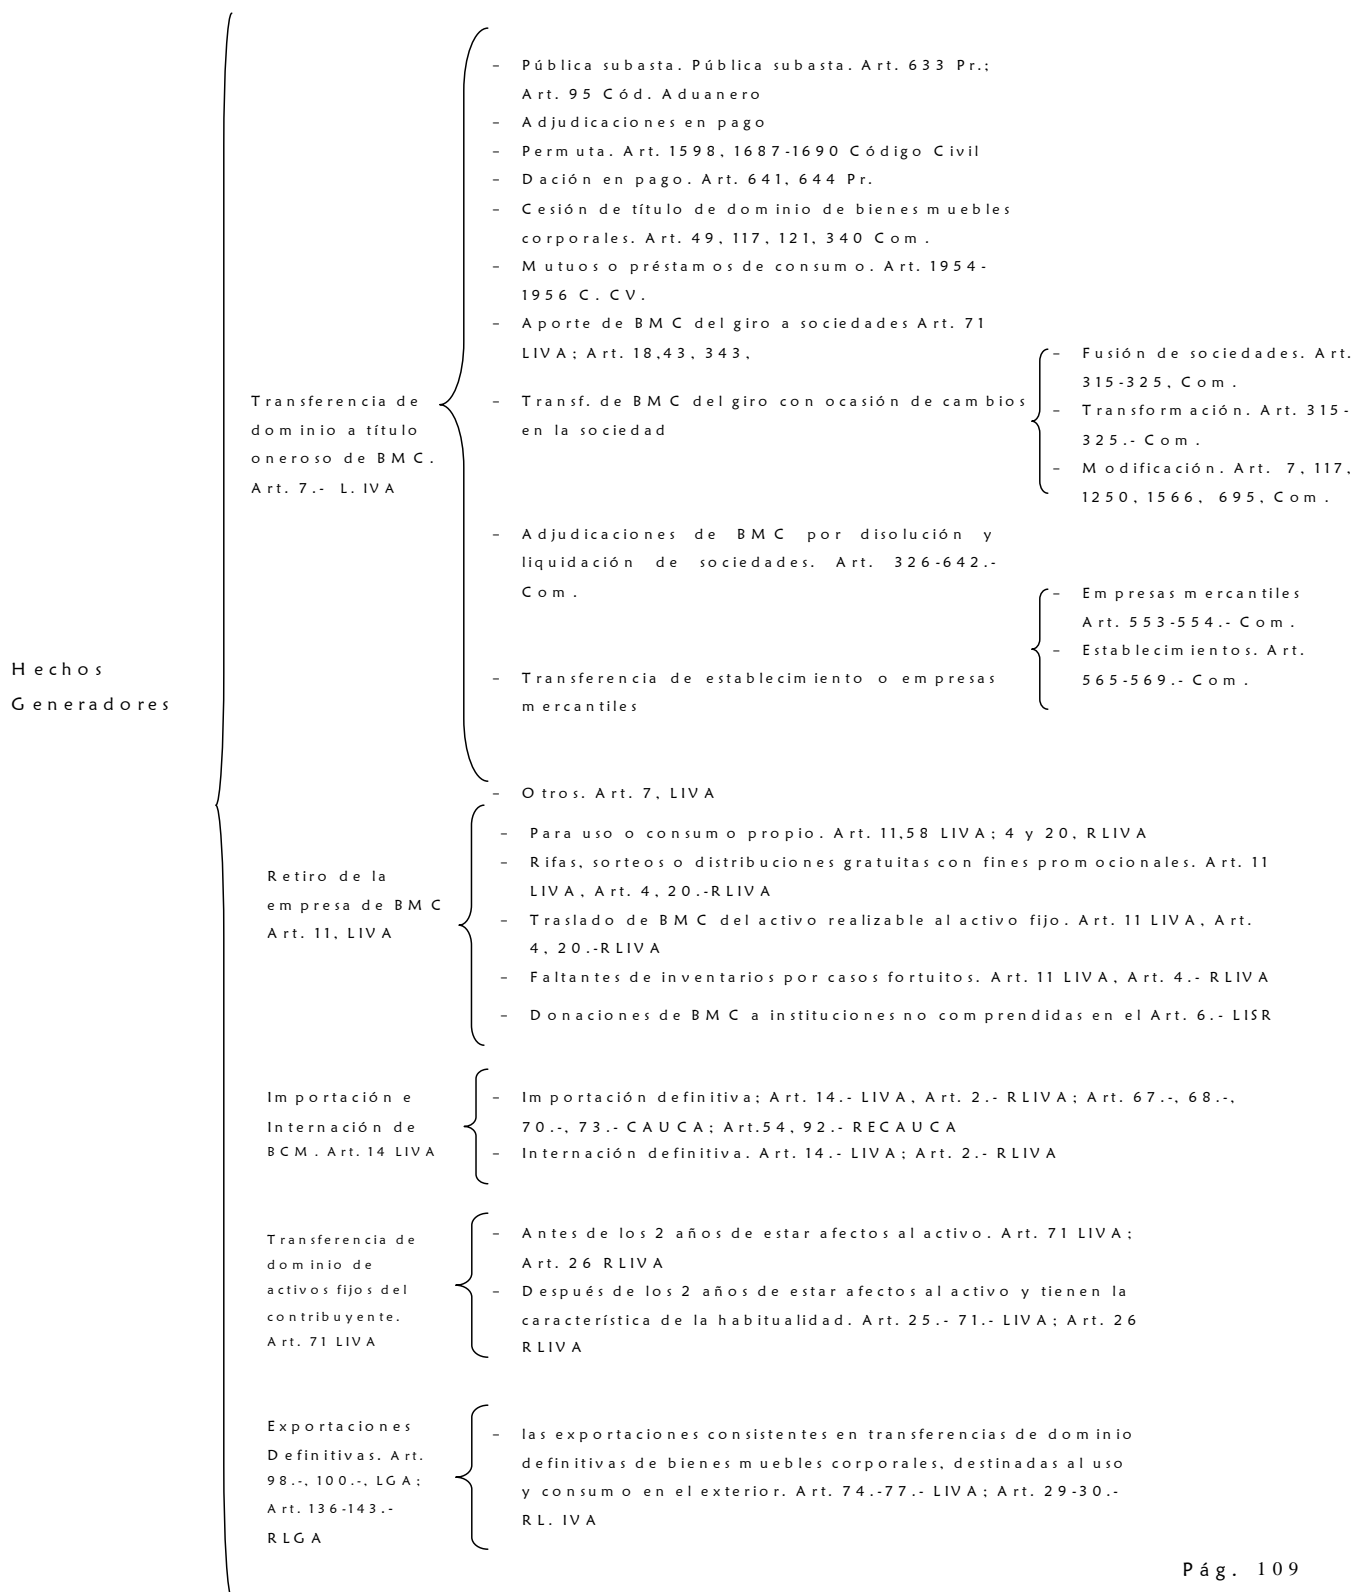 Hechos
Generadores
Transferencia de
dominio a título
oneroso de BMC.
Art. 7.- L. IVA
- Pública subasta. Pública subasta. Art. 633 Pr.;
Art. 95 Cód. Aduanero
- Adjudicaciones en pago
- Permuta. Art. 1598, 1687-1690 Código Civil
- Dación en pago. Art. 641, 644 Pr.
- Cesión de título de dominio de bienes muebles
corporales. Art. 49, 117, 121, 340 Com.
- Mutuos o préstamos de consumo. Art. 1954-
1956 C. CV.
- Aporte de BMC del giro a sociedades Art. 71
LIVA; Art. 18,43, 343,
- Transf. de BMC del giro con ocasión de cambios
en la sociedad
- Fusión de sociedades. Art.
315-325, Com.
- Transformación. Art. 315-
325.- Com.
- Modificación. Art. 7, 117,
1250, 1566, 695, Com.
- Adjudicaciones de BMC por disolución y
liquidación de sociedades. Art. 326-642.-
Com.
- Transferencia de establecimiento o empresas
mercantiles
- Empresas mercantiles
Art. 553-554.- Com.
- Establecimientos. Art.
565-569.- Com.
- Otros. Art. 7, LIVA
Retiro de la
empresa de BMC
Art. 11, LIVA
- Para uso o consumo propio. Art. 11,58 LIVA; 4 y 20, RLIVA
- Rifas, sorteos o distribuciones gratuitas con fines promocionales. Art. 11
LIVA, Art. 4, 20.-RLIVA
- Traslado de BMC del activo realizable al activo fijo. Art. 11 LIVA, Art.
4, 20.-RLIVA
- Faltantes de inventarios por casos fortuitos. Art. 11 LIVA, Art. 4.- RLIVA
- Donaciones de BMC a instituciones no comprendidas en el Art. 6.- LISR
Importación e
Internación de
BCM. Art. 14 LIVA
- Importación definitiva; Art. 14.- LIVA, Art. 2.- RLIVA; Art. 67.-, 68.-,
70.-, 73.- CAUCA; Art.54, 92.- RECAUCA
- Internación definitiva. Art. 14.- LIVA; Art. 2.- RLIVA
Transferencia de
dominio de
activos fijos del
contribuyente.
Art. 71 LIVA
- Antes de los 2 años de estar afectos al activo. Art. 71 LIVA;
Art. 26 RLIVA
- Después de los 2 años de estar afectos al activo y tienen la
característica de la habitualidad. Art. 25.- 71.- LIVA; Art. 26
RLIVA
Exportaciones
Definitivas. Art.
98.-, 100.-, LGA;
Art. 136-143.-
RLGA
- las exportaciones consistentes en transferencias de dominio
definitivas de bienes muebles corporales, destinadas al uso
y consumo en el exterior. Art. 74.-77.- LIVA; Art. 29-30.-
RL. IVA
Pág. 109